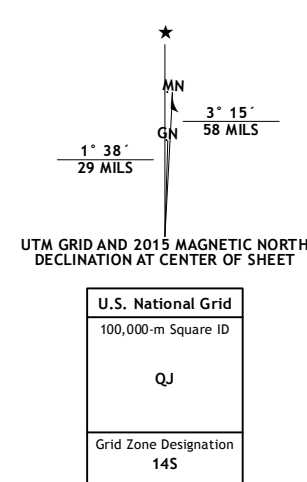 ★
MN
3° 15´
58 MILS
GN
1° 38´
29 MILS
UTM GRID AND 2015 MAGNETIC NORTH
DECLINATION AT CENTER OF SHEET
U.S. National Grid
100,000-m Square ID
QJ
Grid Zone Designation
14S